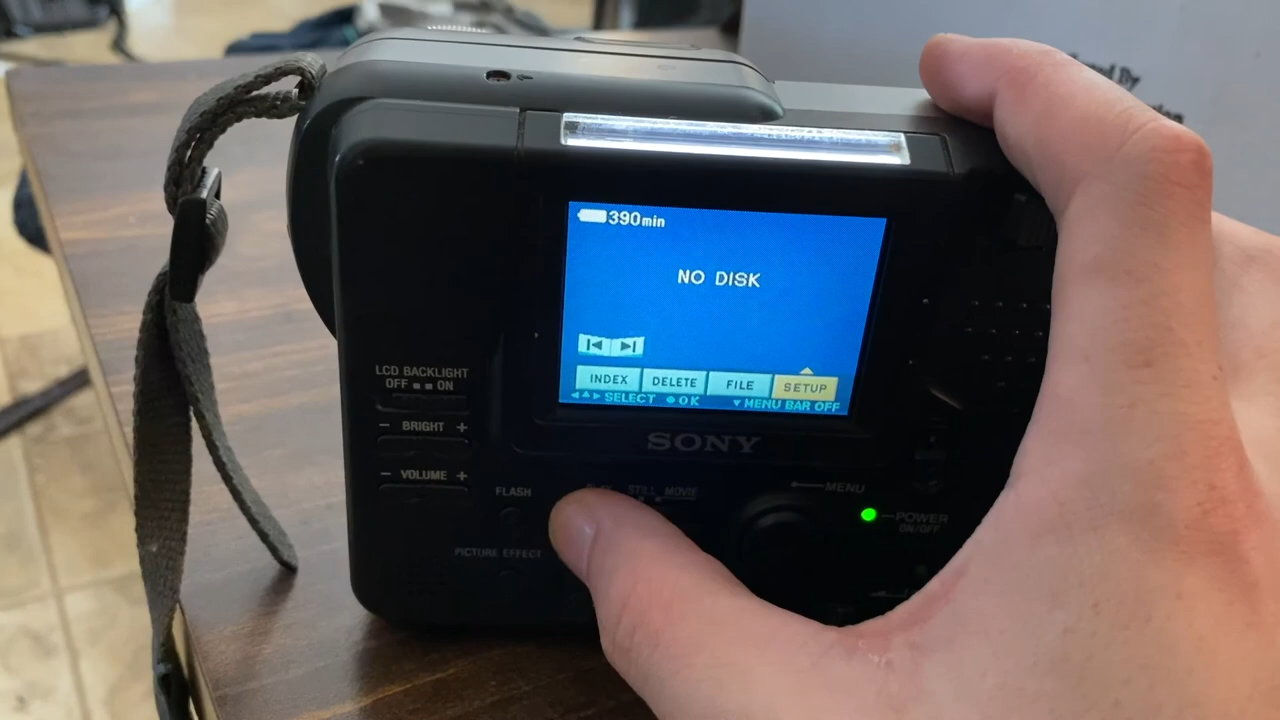 390min
NO DISK
INDEX DELETE FILE SETUP
SELECT OK MENU BAR OFF
SONY
LCD BACKLIGHT
OFF ON
− BRIGHT +
− VOLUME +
FLASH
STILL MOVIE
MENU
POWER
ON/OFF
PICTURE EFFECT
By